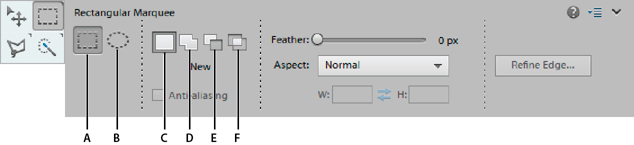 Rectangular Marquee
Feather: 0 px
New
Aspect: Normal
Refine Edge...
Anti-aliasing
W: H:
A B C D E F